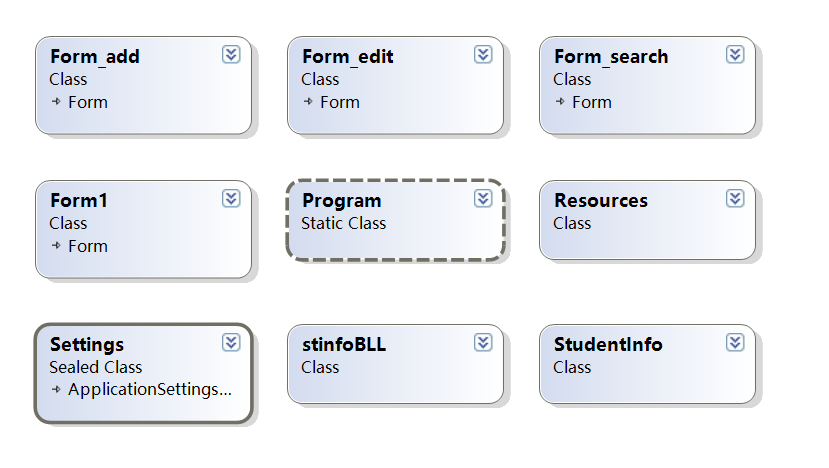 Form_add
Class
Form
Form_edit
Class
Form
Form_search
Class
Form
Form1
Class
Form
Program
Static Class
Resources
Class
Settings
Sealed Class
ApplicationSettings...
stinfoBLL
Class
StudentInfo
Class